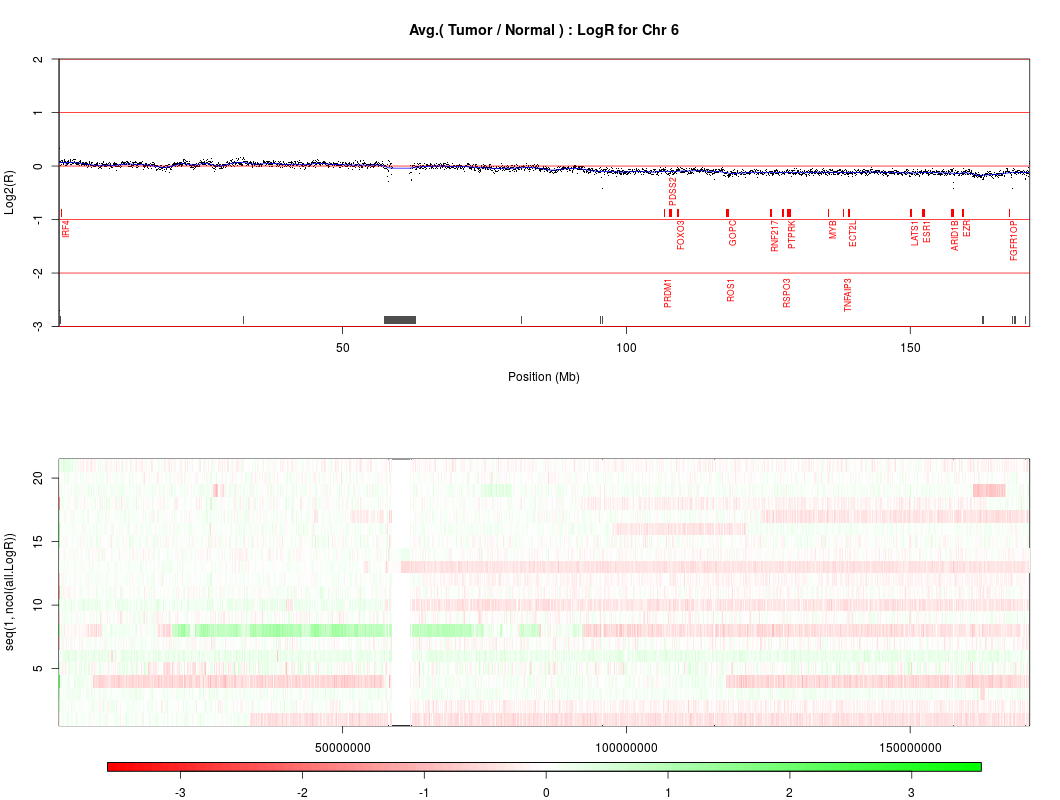 Avg.( Tumor / Normal ) : LogR for Chr 6
Log2(R)
2
1
0
-1
-2
-3
IRF4
PRDM1
PDSS2
FOXO3
GOPC
ROS1
RNF217
RSPO3
PTPRK
MYB
TNFAIP3
ECT2L
LATS1
ESR1
ARID1B
EZR
FGFR1OP
50 100 150
Position (Mb)
seq(1, ncol(all.LogR))
20
15
10
5
50000000 100000000 150000000
-3 -2 -1 0 1 2 3